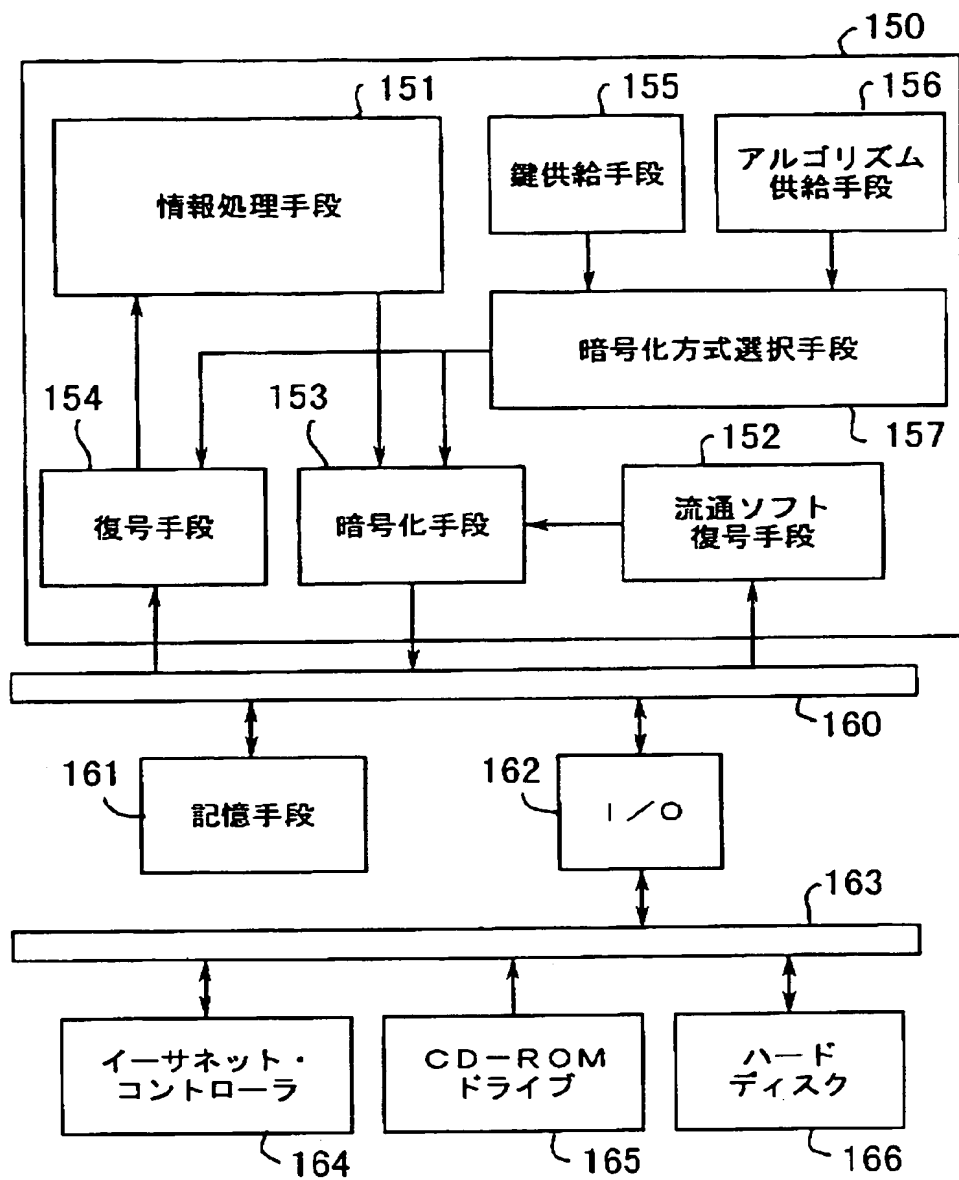 150
151
155
156
情報処理手段
鍵供給手段
アルゴリズム
供給手段
暗号化方式選択手段
154
153
152
157
復号手段
暗号化手段
流通ソフト
復号手段
160
161
162
記憶手段
I/O
163
イーサネット・
コントローラ
CD-ROM
ドライブ
ハード
ディスク
164
165
166